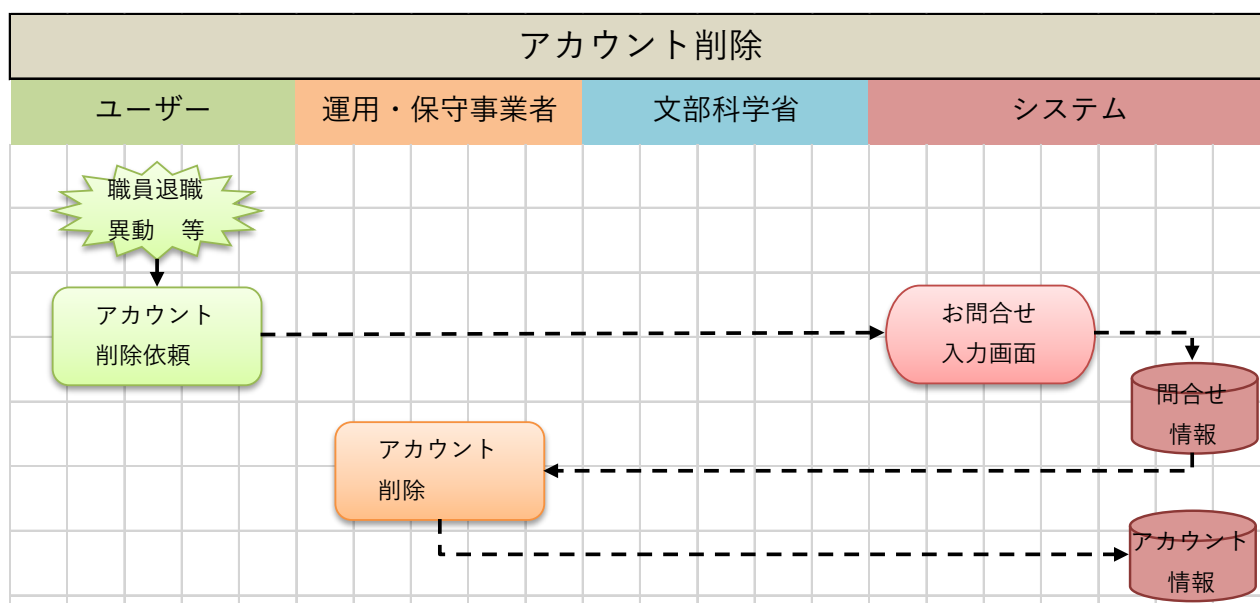 アカウント削除
ユーザー
運用・保守事業者
文部科学省
システム
職員退職
異動　等
アカウント
削除依頼
お問合せ
入力画面
問合せ
情報
アカウント
削除
アカウント
情報